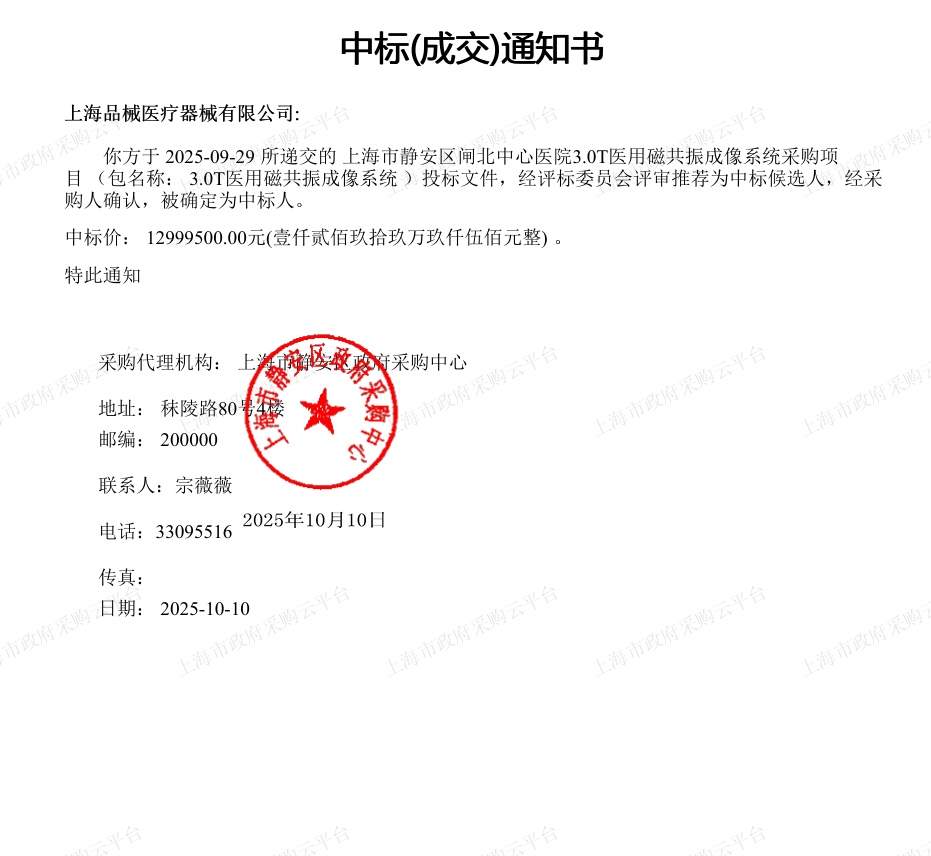 中标(成交)通知书
上海品械医疗器械有限公司:
你方于 2025-09-29 所递交的 上海市静安区闸北中心医院3.0T医用磁共振成像系统采购项
目 （包名称： 3.0T医用磁共振成像系统 ）投标文件，经评标委员会评审推荐为中标候选人，经采
购人确认，被确定为中标人。
中标价： 12999500.00元(壹仟贰佰玖拾玖万玖仟伍佰元整) 。
特此通知
采购代理机构： 上海市静安区政府采购中心
上海市静安区政府采购中心
地址： 秣陵路80号4楼
邮编： 200000
联系人：宗薇薇
2025年10月10日
电话：33095516
传真：
日期： 2025-10-10
上海市政府采购云平台